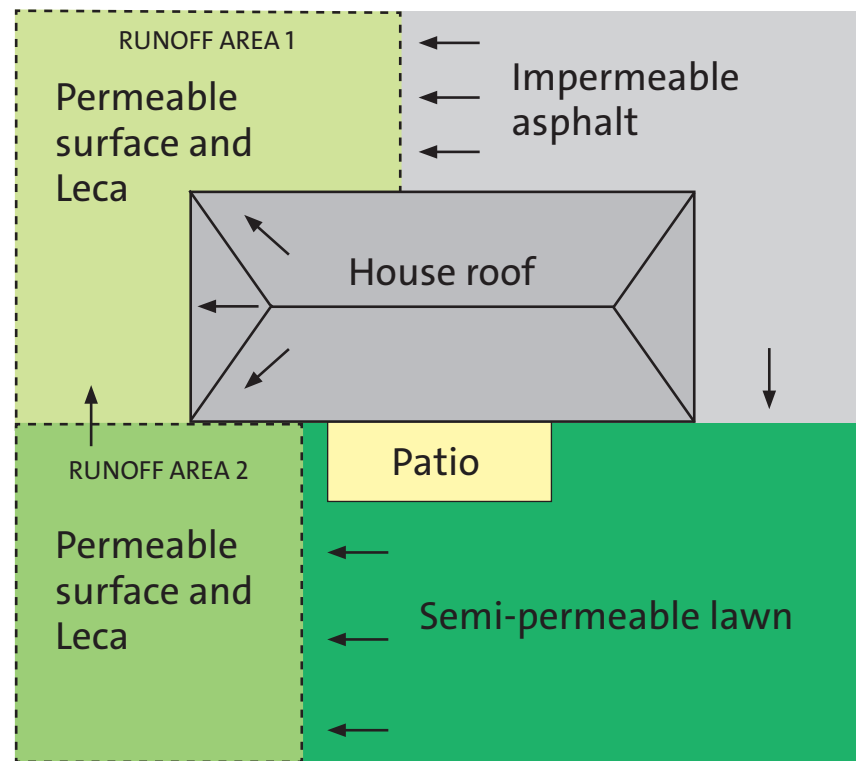 RUNOFF AREA 1
Permeable
surface and
Leca
Impermeable
asphalt
House roof
Patio
RUNOFF AREA 2
Permeable
surface and
Leca
Semi-permeable lawn